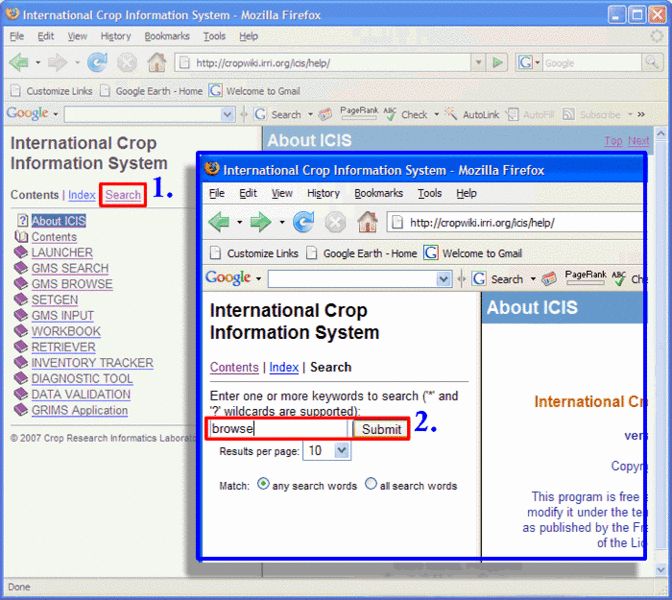 International Crop Information System - Mozilla Firefox
File Edit View History Bookmarks Tools Help
http://cropwiki.irri.org/icis/help/
Google
Customize Links Google Earth - Home Welcome to Gmail
Google Search PageRank ABC Check AutoLink AutoFill Subscribe
International Crop
Information System
Contents | Index | Search
1.
About ICIS
Contents
LAUNCHER
GMS SEARCH
GMS BROWSE
SETGEN
GMS INPUT
WORKBOOK
RETRIEVER
INVENTORY TRACKER
DIAGNOSTIC TOOL
DATA VALIDATION
GRIMS Application
© 2007 Crop Research Informatics
About ICIS
Top Next
International Crop Information System - Mozilla Firefox
File Edit View History Bookmarks Tools Help
http://cropwiki.irri.org/icis/help/
Customize Links Google Earth - Home Welcome to Gmail
Google Search PageRank ABC
International Crop
Information System
Contents | Index | Search
Enter one or more keywords to search ('*' and
'?' wildcards are supported):
browse Submit
2.
Results per page: 10
Match: any search words all search words
About ICIS
International
This program is free
modify it under the
as published by the
of the
Done